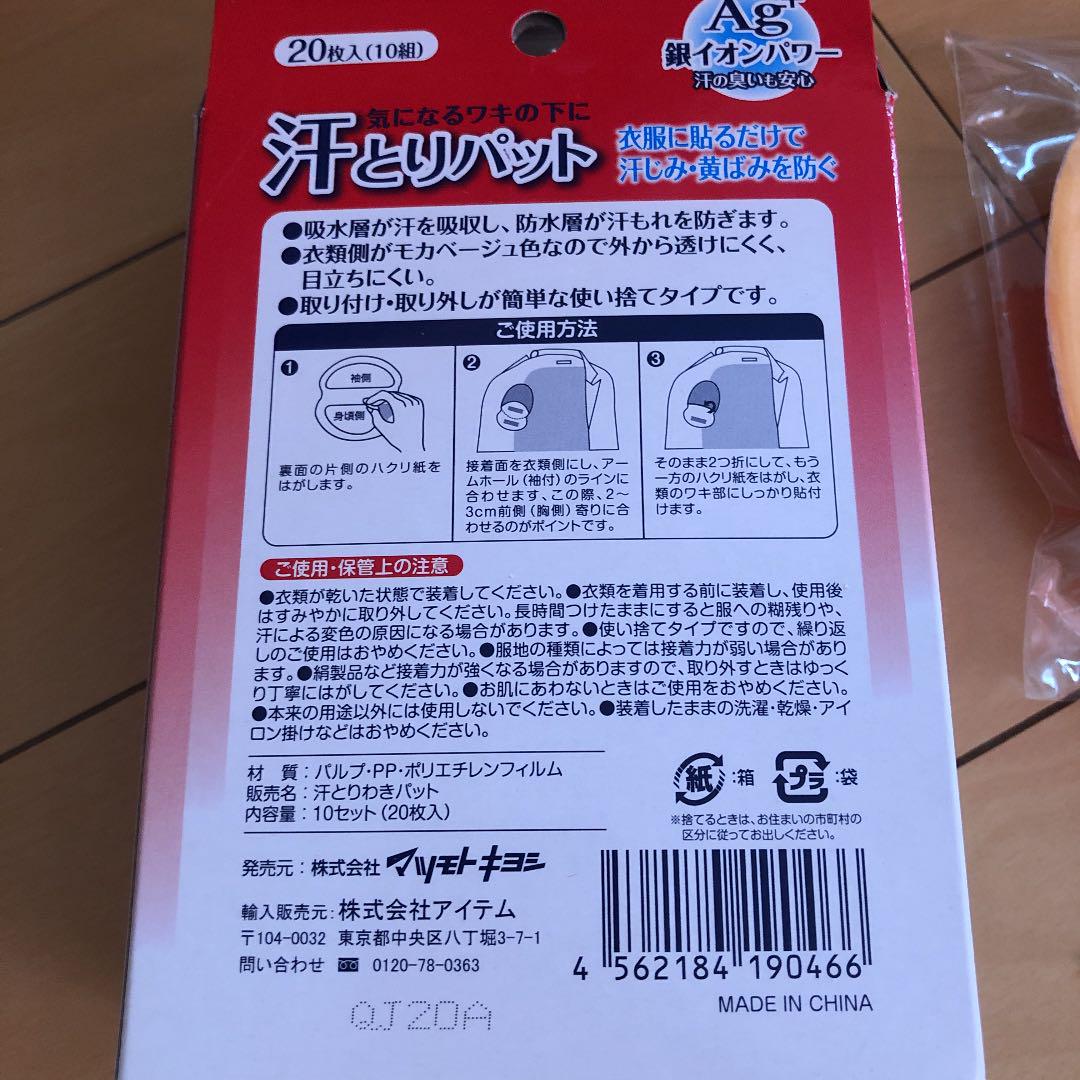 20枚入(10組)
Ag+
銀イオンパワー
汗の臭いも安心
気になるワキの下に
汗とりパット
衣服に貼るだけで
汗じみ・黄ばみを防ぐ
●吸水層が汗を吸収し、防水層が汗もれを防ぎます。
●衣類側がモカベージュ色なので外から透けにくく、
目立ちにくい。
●取り付け・取り外しが簡単な使い捨てタイプです。
ご使用方法
❶
袖側
身頃側
裏面の片側のハクリ紙を
はがします。
❷
接着面を衣類側にし、アー
ムホール(袖付)のラインに
合わせます、この際、2〜
3cm前側(胸側)寄りに合
わせるのがポイントです。
❸
そのまま2つ折にして、もう
一方のハクリ紙をはがし、衣
類のワキ部にしっかり貼付
けます。
ご使用・保管上の注意
●衣類が乾いた状態で装着してください。●衣類を着用する前に装着し、使用後
はすみやかに取り外してください。長時間つけたままにすると服への糊残りや、
汗による変色の原因になる場合があります。●使い捨てタイプですので、繰り返
しのご使用はおやめください。●服地の種類によっては接着力が弱い場合があり
ます。●絹製品など接着力が強くなる場合がありますので、取り外すときはゆっく
り丁寧にはがしてください。●お肌にあわないときはご使用をおやめください。
●本来の用途以外には使用しないでください。●装着したままの洗濯・乾燥・アイ
ロン掛けなどはおやめください。
材 質：パルプ・PP・ポリエチレンフィルム
販売名：汗とりわきパット
内容量：10セット(20枚入)
紙：箱 プラ：袋
※捨てるときは、お住まいの市町村の
区分に従ってお出しください。
発売元：株式会社 マツモトキヨシ
輸入販売元：株式会社アイテム
〒104-0032 東京都中央区八丁堀3-7-1
問い合わせ 0120-78-0363
4 562184 190466
MADE IN CHINA
QJ20A